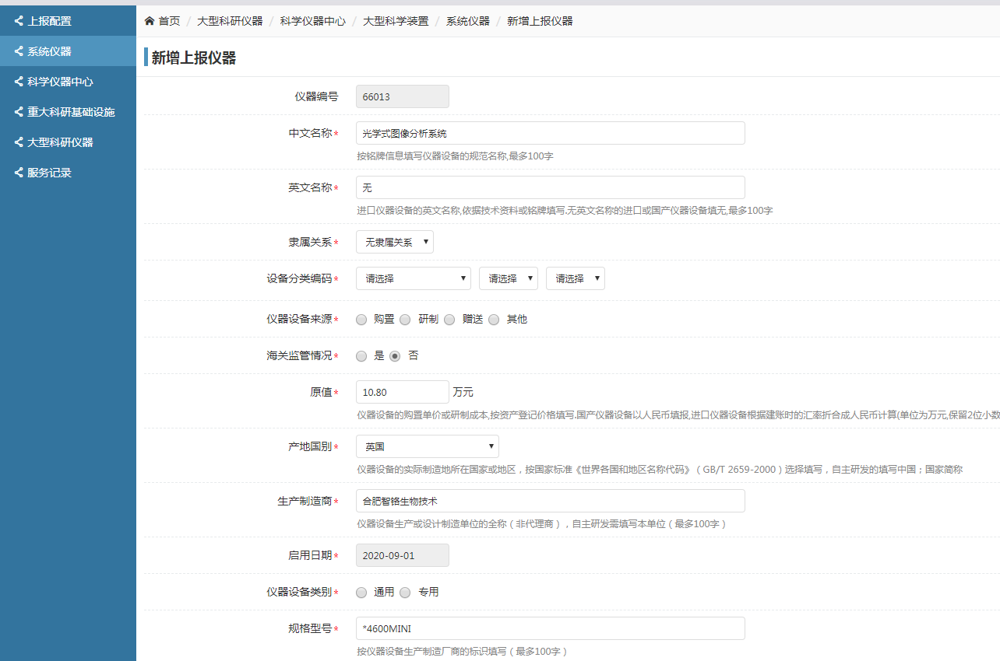 上报配置
系统仪器
科学仪器中心
重大科研基础设施
大型科研仪器
服务记录
首页 / 大型科研仪器 / 科学仪器中心 / 大型科学装置 / 系统仪器 / 新增上报仪器
新增上报仪器
仪器编号 66013
中文名称* 光学式图像分析系统
按铭牌信息填写仪器设备的规范名称,最多100字
英文名称* 无
进口仪器设备的英文名称,依据技术资料或铭牌填写.无英文名称的进口或国产仪器设备填无,最多100字
隶属关系* 无隶属关系
设备分类编码* 请选择 请选择 请选择
仪器设备来源* 购置 研制 赠送 其他
海关监管情况* 是 否
原值* 10.80 万元
仪器设备的购置单价或研制成本,按资产登记价格填写.国产仪器设备以人民币填报,进口仪器设备根据建账时的汇率折合成人民币计算(单位为万元,保留2位小数
产地国别* 英国
仪器设备的实际制造地所在国家或地区，按国家标准《世界各国和地区名称代码》（GB/T 2659-2000）选择填写，自主研发的填写中国；国家简称
生产制造商* 合肥智铬生物技术
仪器设备生产或设计制造单位的全称（非代理商），自主研发需填写本单位（最多100字）
启用日期* 2020-09-01
仪器设备类别* 通用 专用
规格型号* *4600MINI
按仪器设备生产制造厂商的标识填写（最多100字）